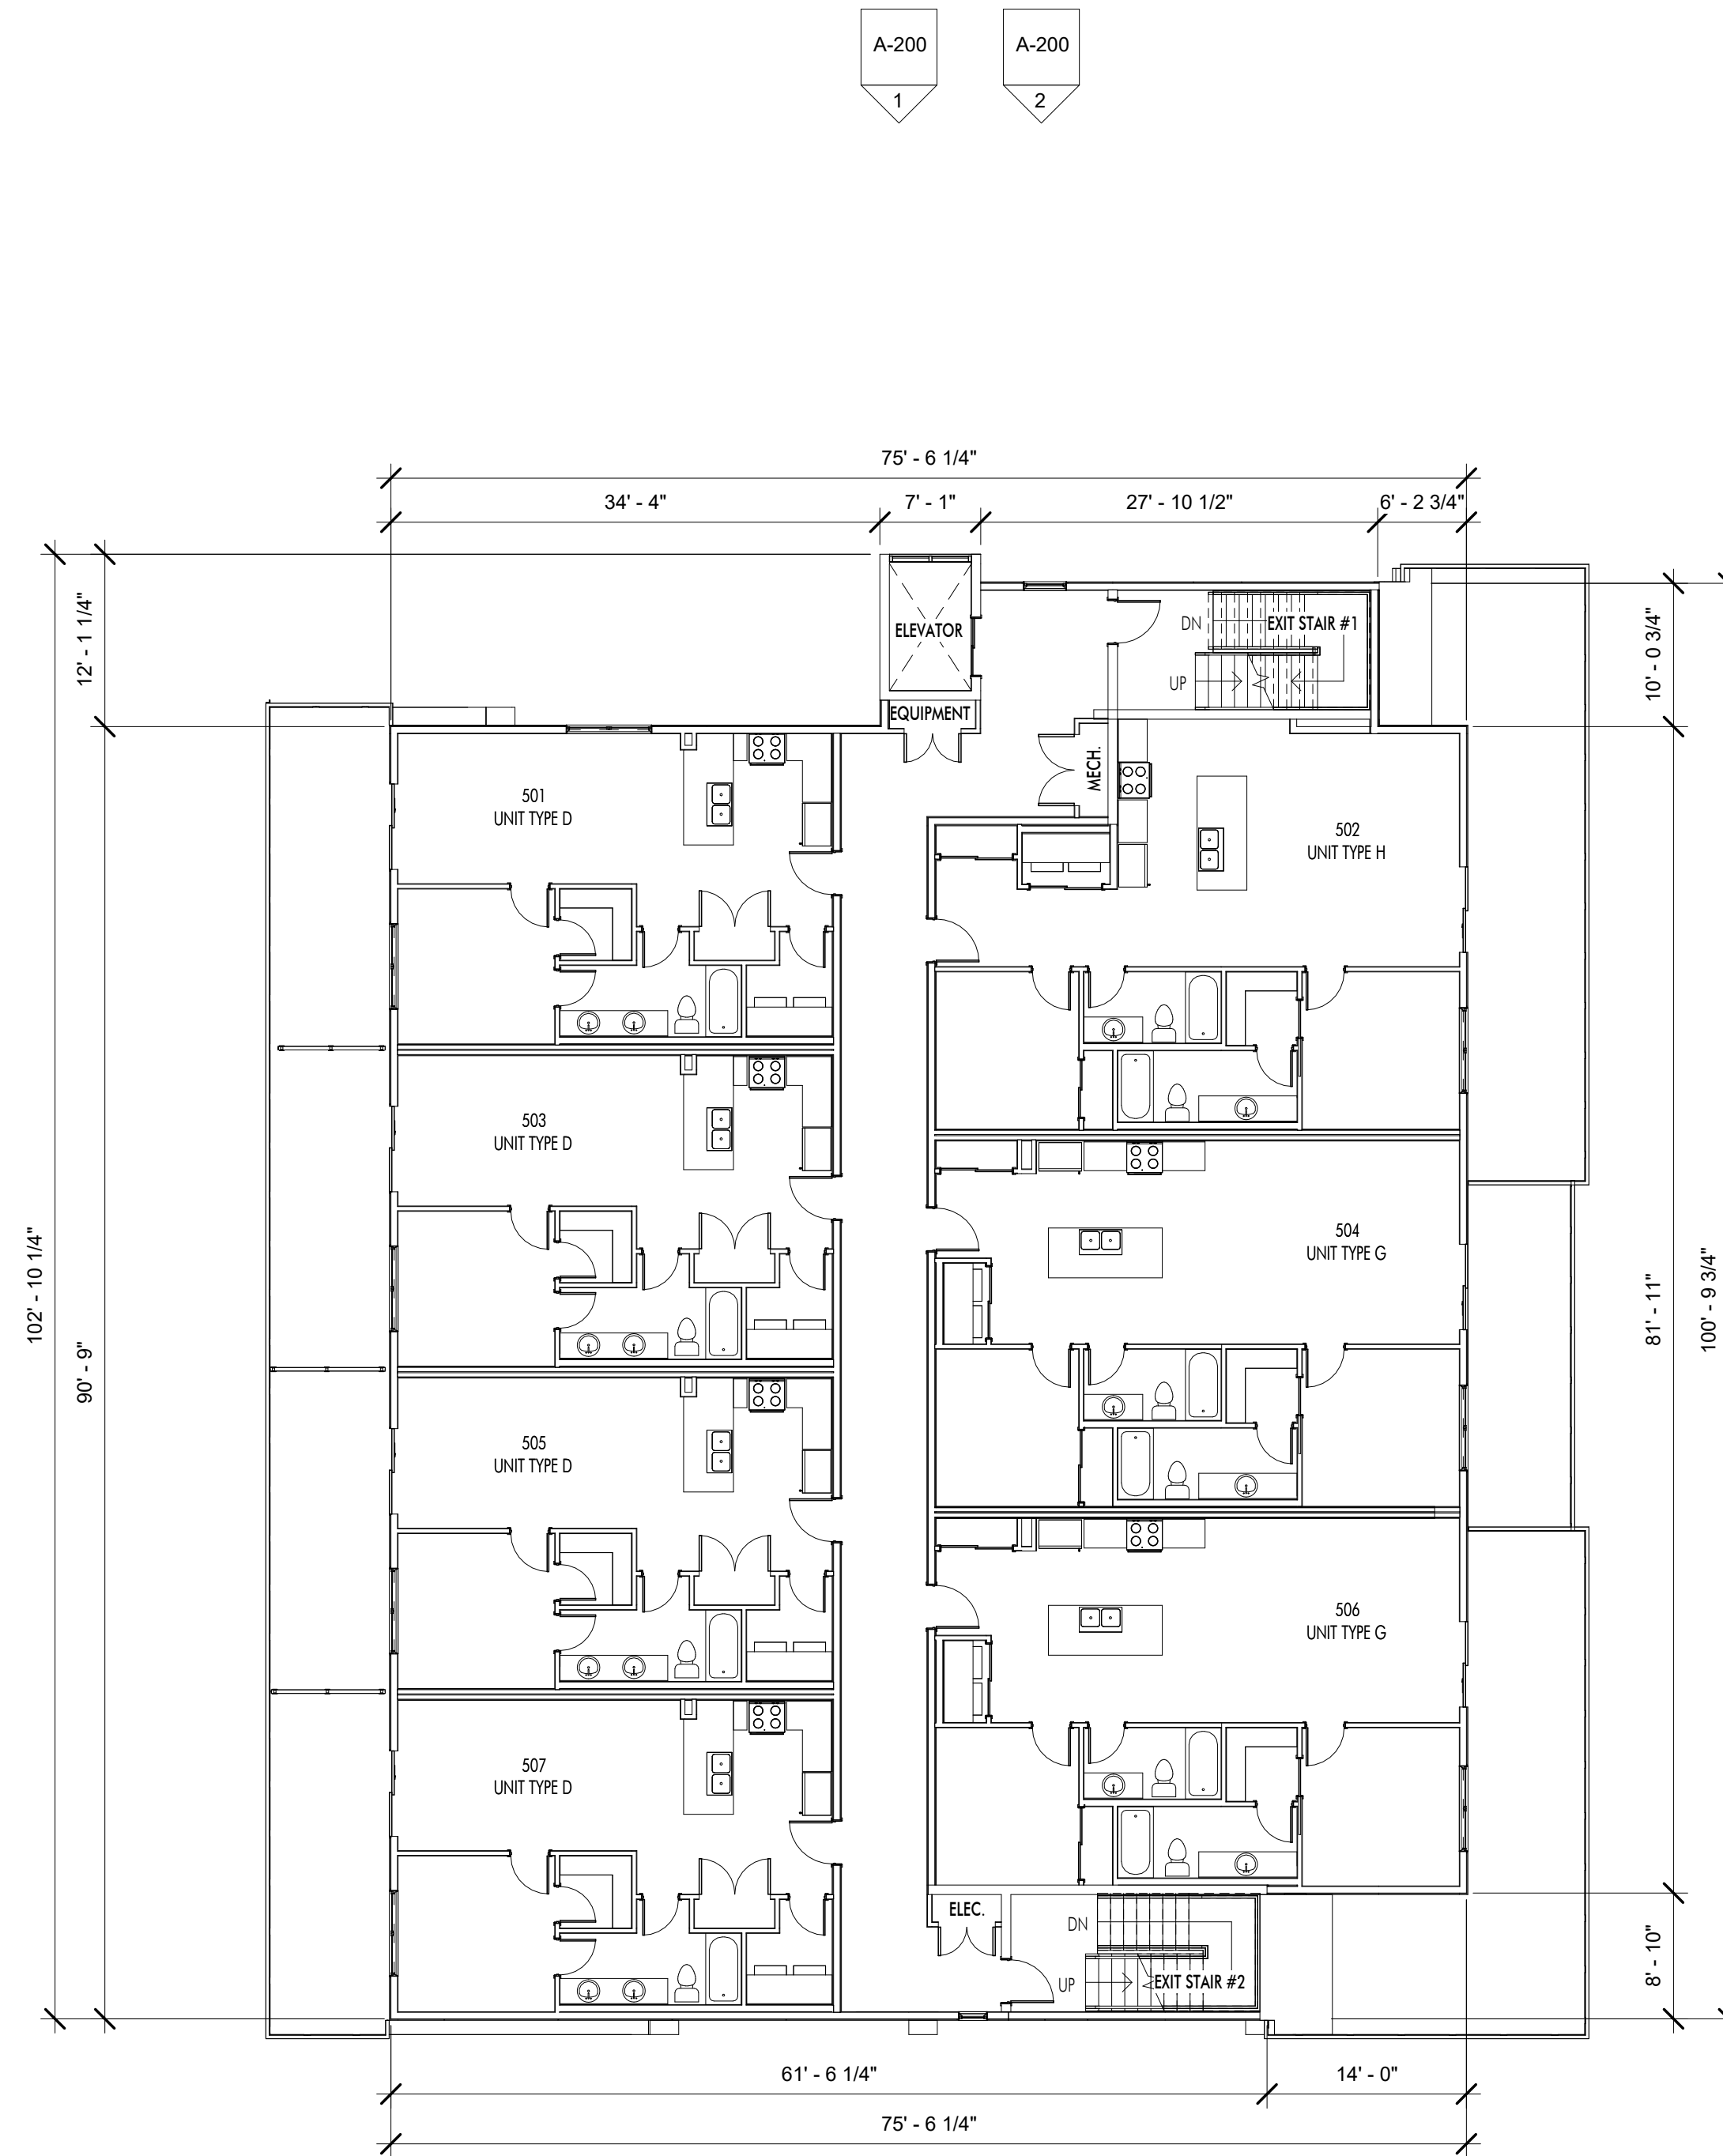 A-200
1
A-200
2
75' - 6 1/4"
34' - 4"
7' - 1"
27' - 10 1/2"
6' - 2 3/4"
12' - 1 1/4"
10' - 0 3/4"
ELEVATOR
DN
EXIT STAIR #1
UP
EQUIPMENT
MECH.
501
UNIT TYPE D
502
UNIT TYPE H
503
UNIT TYPE D
504
UNIT TYPE G
102' - 10 1/4"
90' - 9"
81' - 11"
100' - 9 3/4"
505
UNIT TYPE D
506
UNIT TYPE G
507
UNIT TYPE D
ELEC.
DN
UP
EXIT STAIR #2
8' - 10"
61' - 6 1/4"
14' - 0"
75' - 6 1/4"